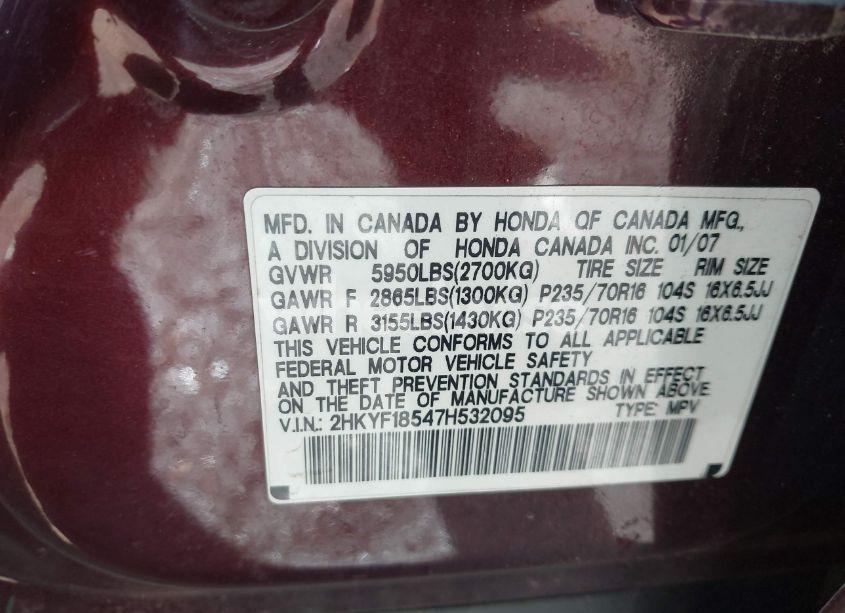 MFD. IN CANADA BY HONDA OF CANADA MFG.,
A DIVISION OF HONDA CANADA INC. 01/07
GVWR 5950LBS(2700KG) TIRE SIZE RIM SIZE
GAWR F 2865LBS(1300KG) P235/70R16 104S 16X6.5JJ
GAWR R 3155LBS(1430KG) P235/70R16 104S 16X6.5JJ
THIS VEHICLE CONFORMS TO ALL APPLICABLE
FEDERAL MOTOR VEHICLE SAFETY
AND THEFT PREVENTION STANDARDS IN EFFECT
ON THE DATE OF MANUFACTURE SHOWN ABOVE
V.I.N.: 2HKYF18547H532095 TYPE: MPV